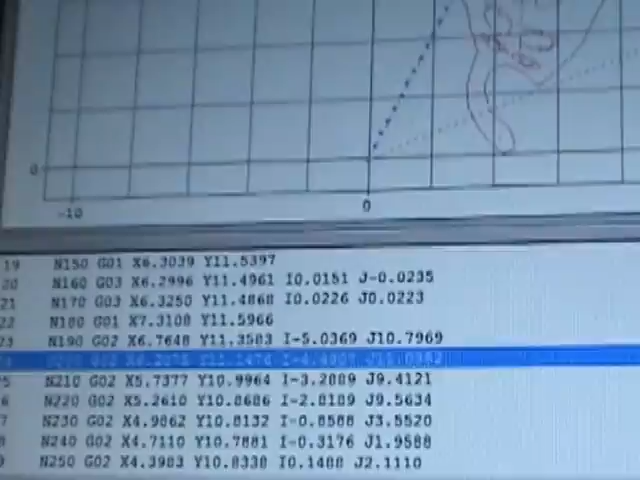 0
-10 0
19 N150 G01 X6.3039 Y11.5397
20 N160 G03 X6.2996 Y11.4961 I0.0151 J-0.0235
21 N170 G03 X6.3250 Y11.4868 I0.0226 J0.0223
22 N180 G01 X7.3108 Y11.5966
23 N190 G02 X6.7648 Y11.3583 I-5.0369 J10.7969
5 N210 G02 X5.7377 Y10.9964 I-3.2889 J9.4121
6 N220 G02 X5.2610 Y10.8686 I-2.8189 J9.5634
7 N230 G02 X4.9862 Y10.8132 I-0.8588 J3.5520
8 N240 G02 X4.7110 Y10.7881 I-0.3176 J1.9588
9 N250 G02 X4.3983 Y10.8338 I0.1488 J2.1110